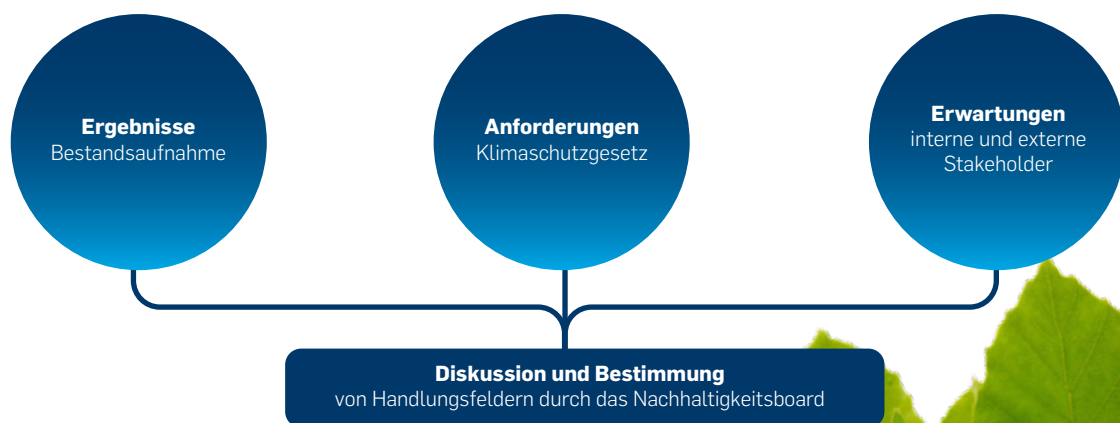 Ergebnisse
Bestandsaufnahme
Anforderungen
Klimaschutzgesetz
Erwartungen
interne und externe
Stakeholder
Diskussion und Bestimmung
von Handlungsfeldern durch das Nachhaltigkeitsboard